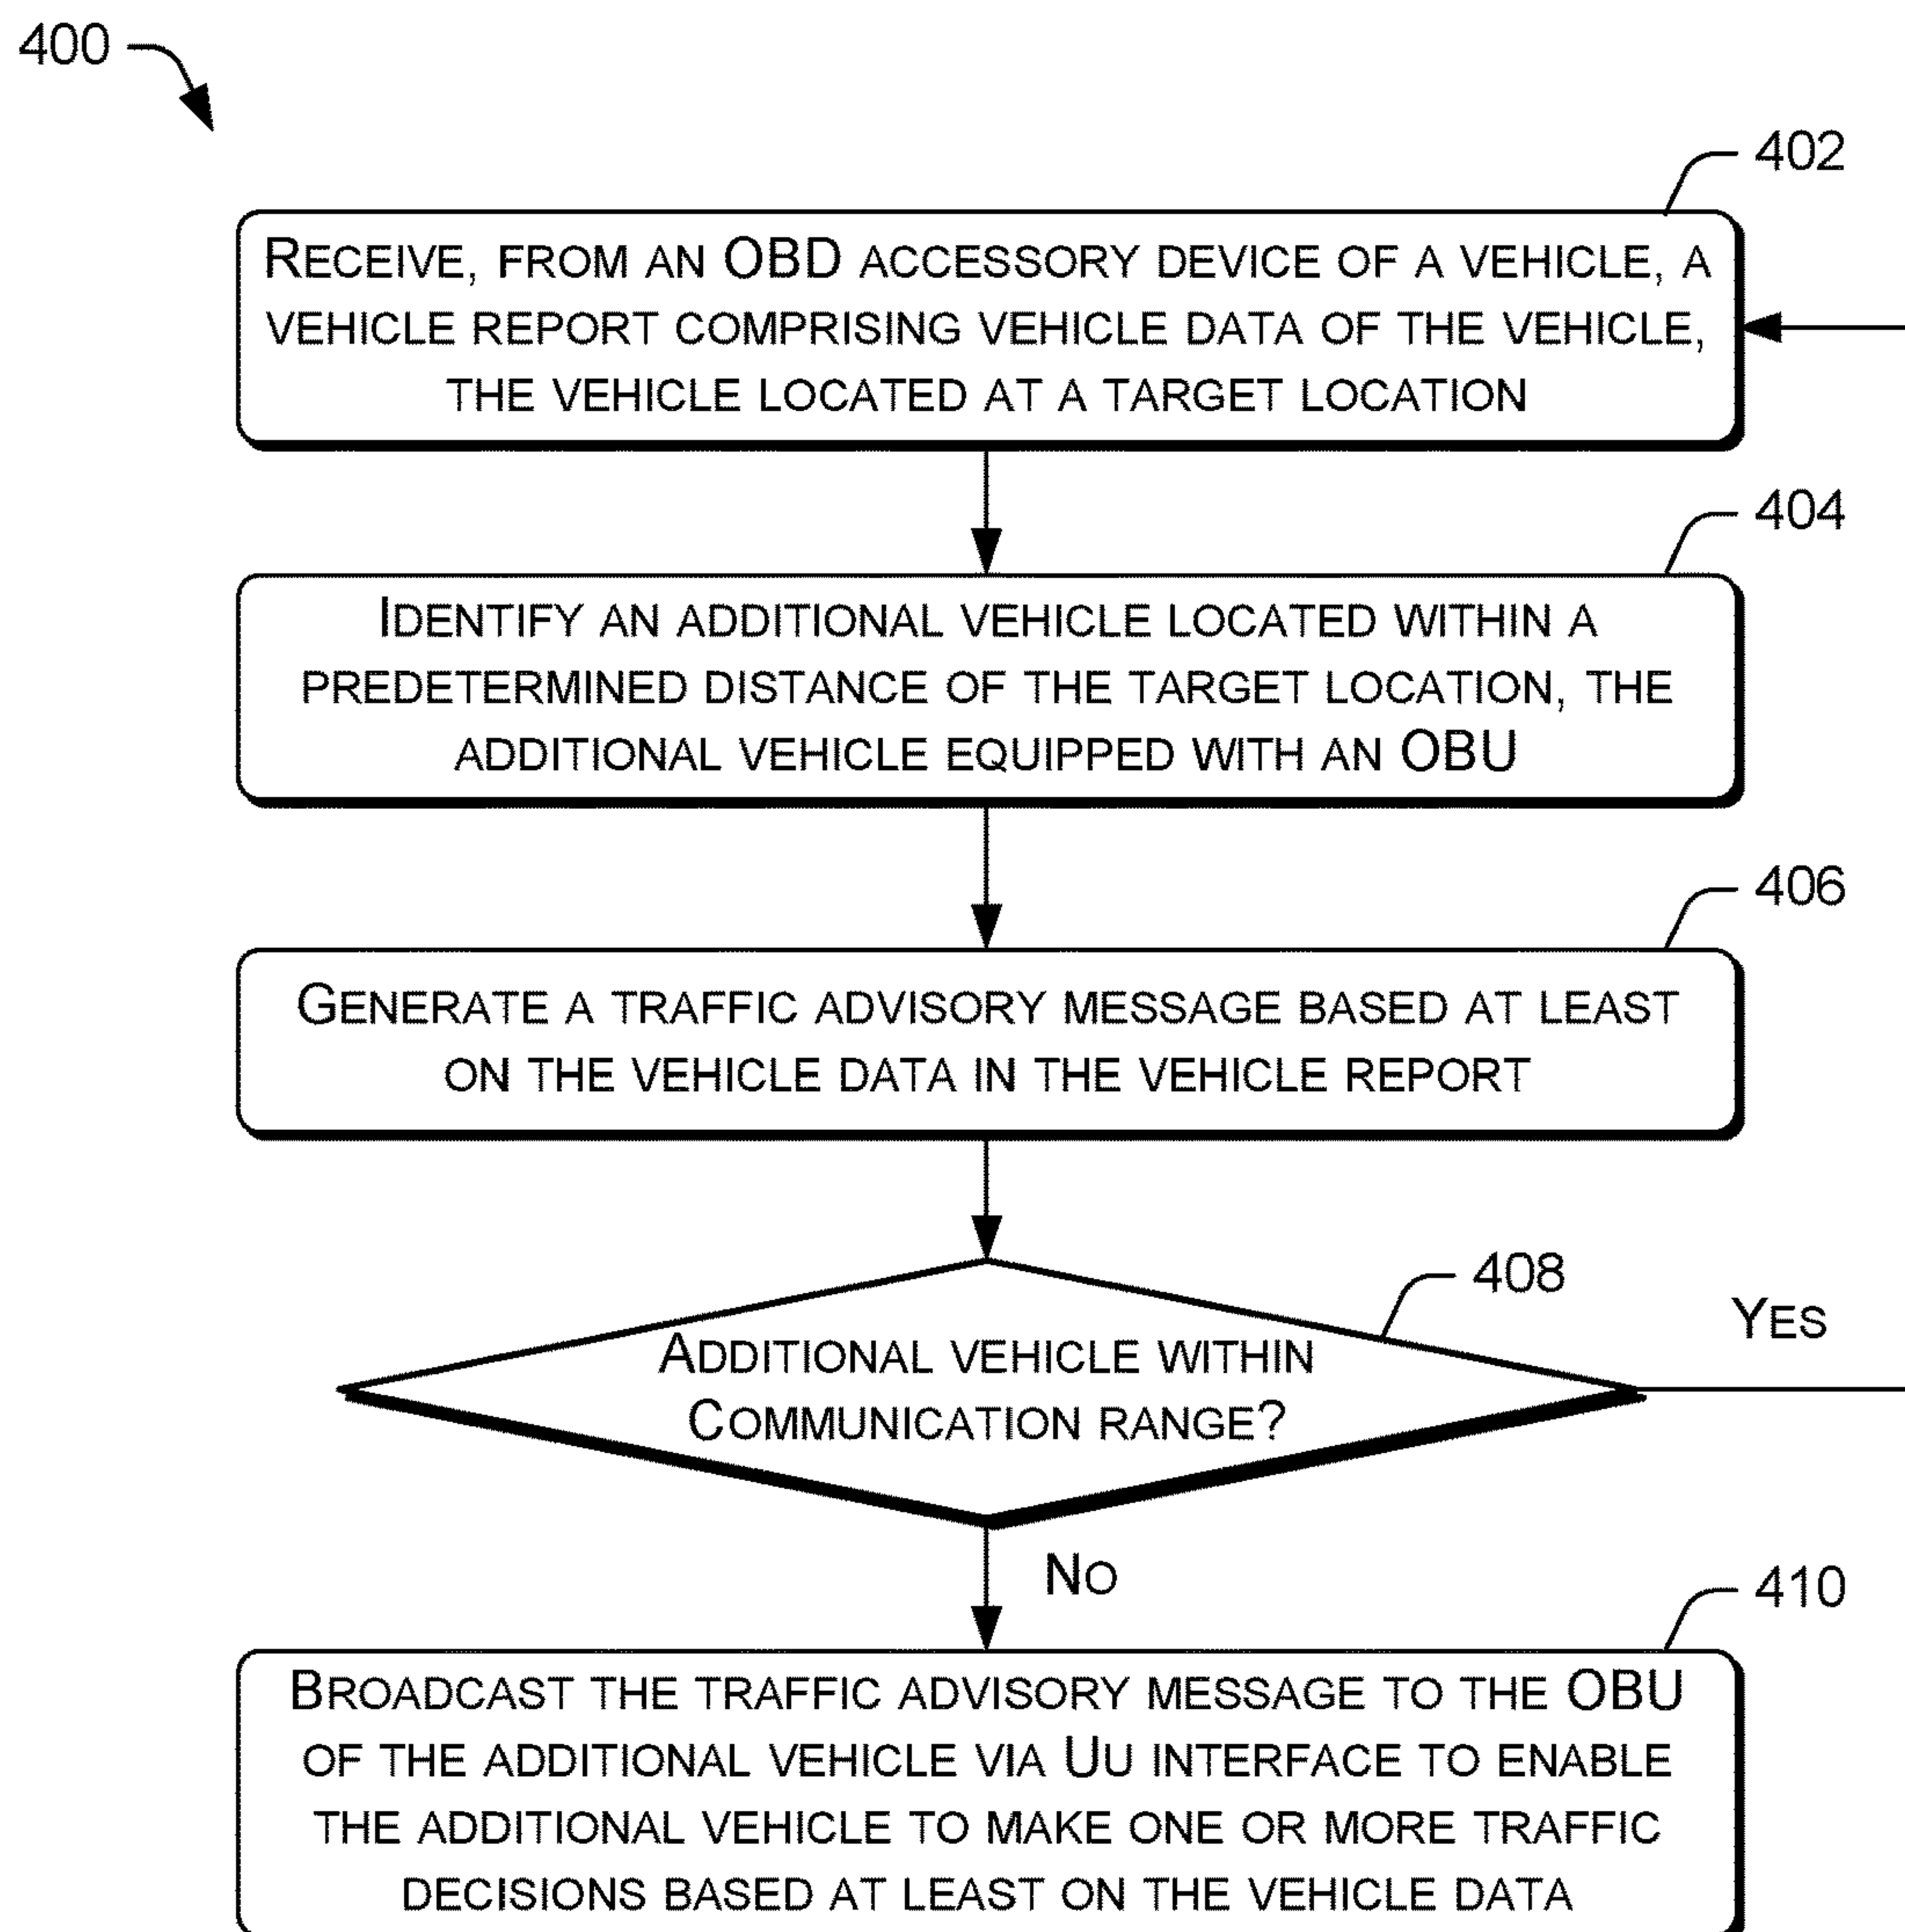 400
402
RECEIVE, FROM AN OBD ACCESSORY DEVICE OF A VEHICLE, A
VEHICLE REPORT COMPRISING VEHICLE DATA OF THE VEHICLE,
THE VEHICLE LOCATED AT A TARGET LOCATION
404
IDENTIFY AN ADDITIONAL VEHICLE LOCATED WITHIN A
PREDETERMINED DISTANCE OF THE TARGET LOCATION, THE
ADDITIONAL VEHICLE EQUIPPED WITH AN OBU
406
GENERATE A TRAFFIC ADVISORY MESSAGE BASED AT LEAST
ON THE VEHICLE DATA IN THE VEHICLE REPORT
408
ADDITIONAL VEHICLE WITHIN
COMMUNICATION RANGE?
YES
NO
410
BROADCAST THE TRAFFIC ADVISORY MESSAGE TO THE OBU
OF THE ADDITIONAL VEHICLE VIA UU INTERFACE TO ENABLE
THE ADDITIONAL VEHICLE TO MAKE ONE OR MORE TRAFFIC
DECISIONS BASED AT LEAST ON THE VEHICLE DATA